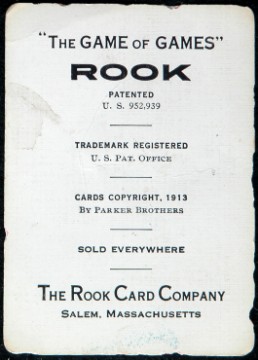 "The GAME OF GAMES"
ROOK
PATENTED
U. S. 952,939
TRADEMARK REGISTERED
U. S. PAT. OFFICE
CARDS COPYRIGHT, 1913
BY PARKER BROTHERS
SOLD EVERYWHERE
THE ROOK CARD COMPANY
SALEM, MASSACHUSETTS